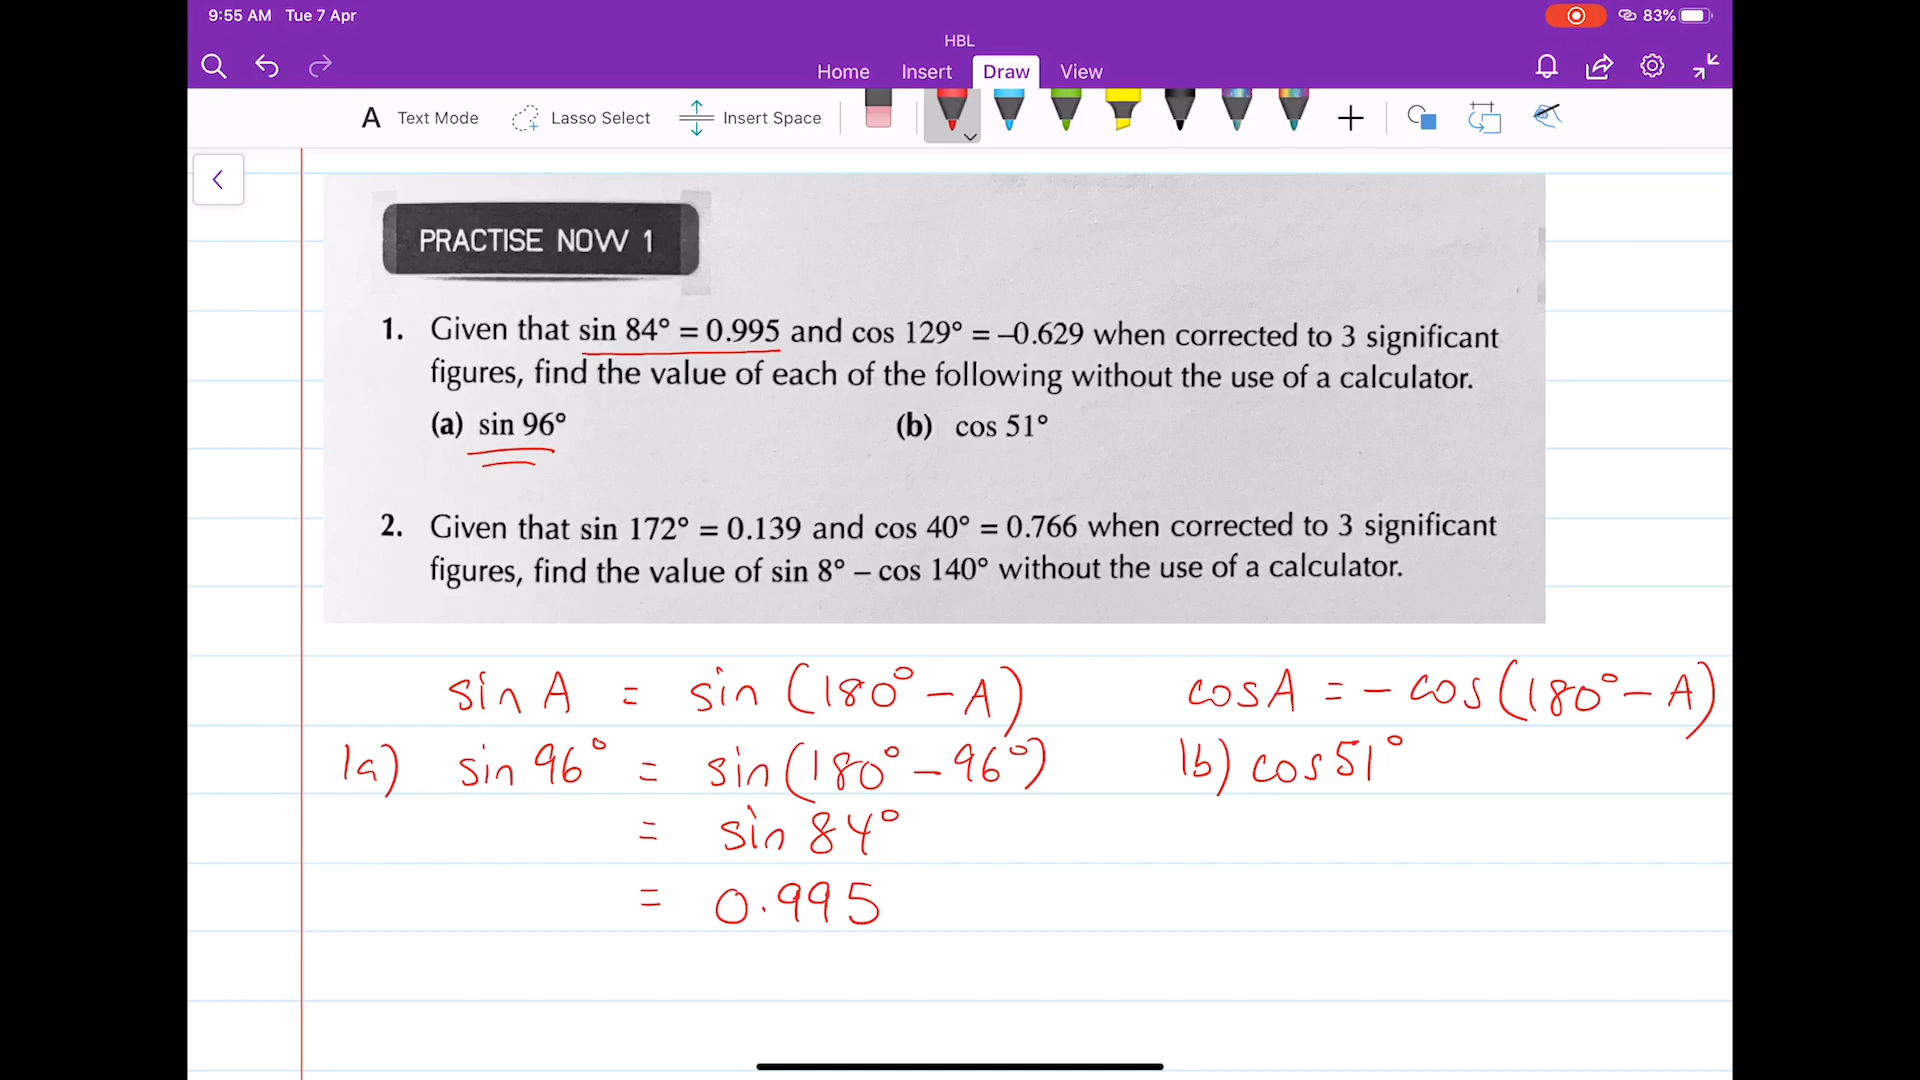 9:55 AM Tue 7 Apr
83%
HBL
Home Insert Draw View
A Text Mode Lasso Select Insert Space
PRACTISE NOW 1
1. Given that sin 84° = 0.995 and cos 129° = –0.629 when corrected to 3 significant
figures, find the value of each of the following without the use of a calculator.
(a) sin 96° (b) cos 51°
2. Given that sin 172° = 0.139 and cos 40° = 0.766 when corrected to 3 significant
figures, find the value of sin 8° – cos 140° without the use of a calculator.
sin A = sin (180° – A) cos A = – cos (180° – A)
1a) sin 96° = sin (180° – 96°) 1b) cos 51°
= sin 84°
= 0.995